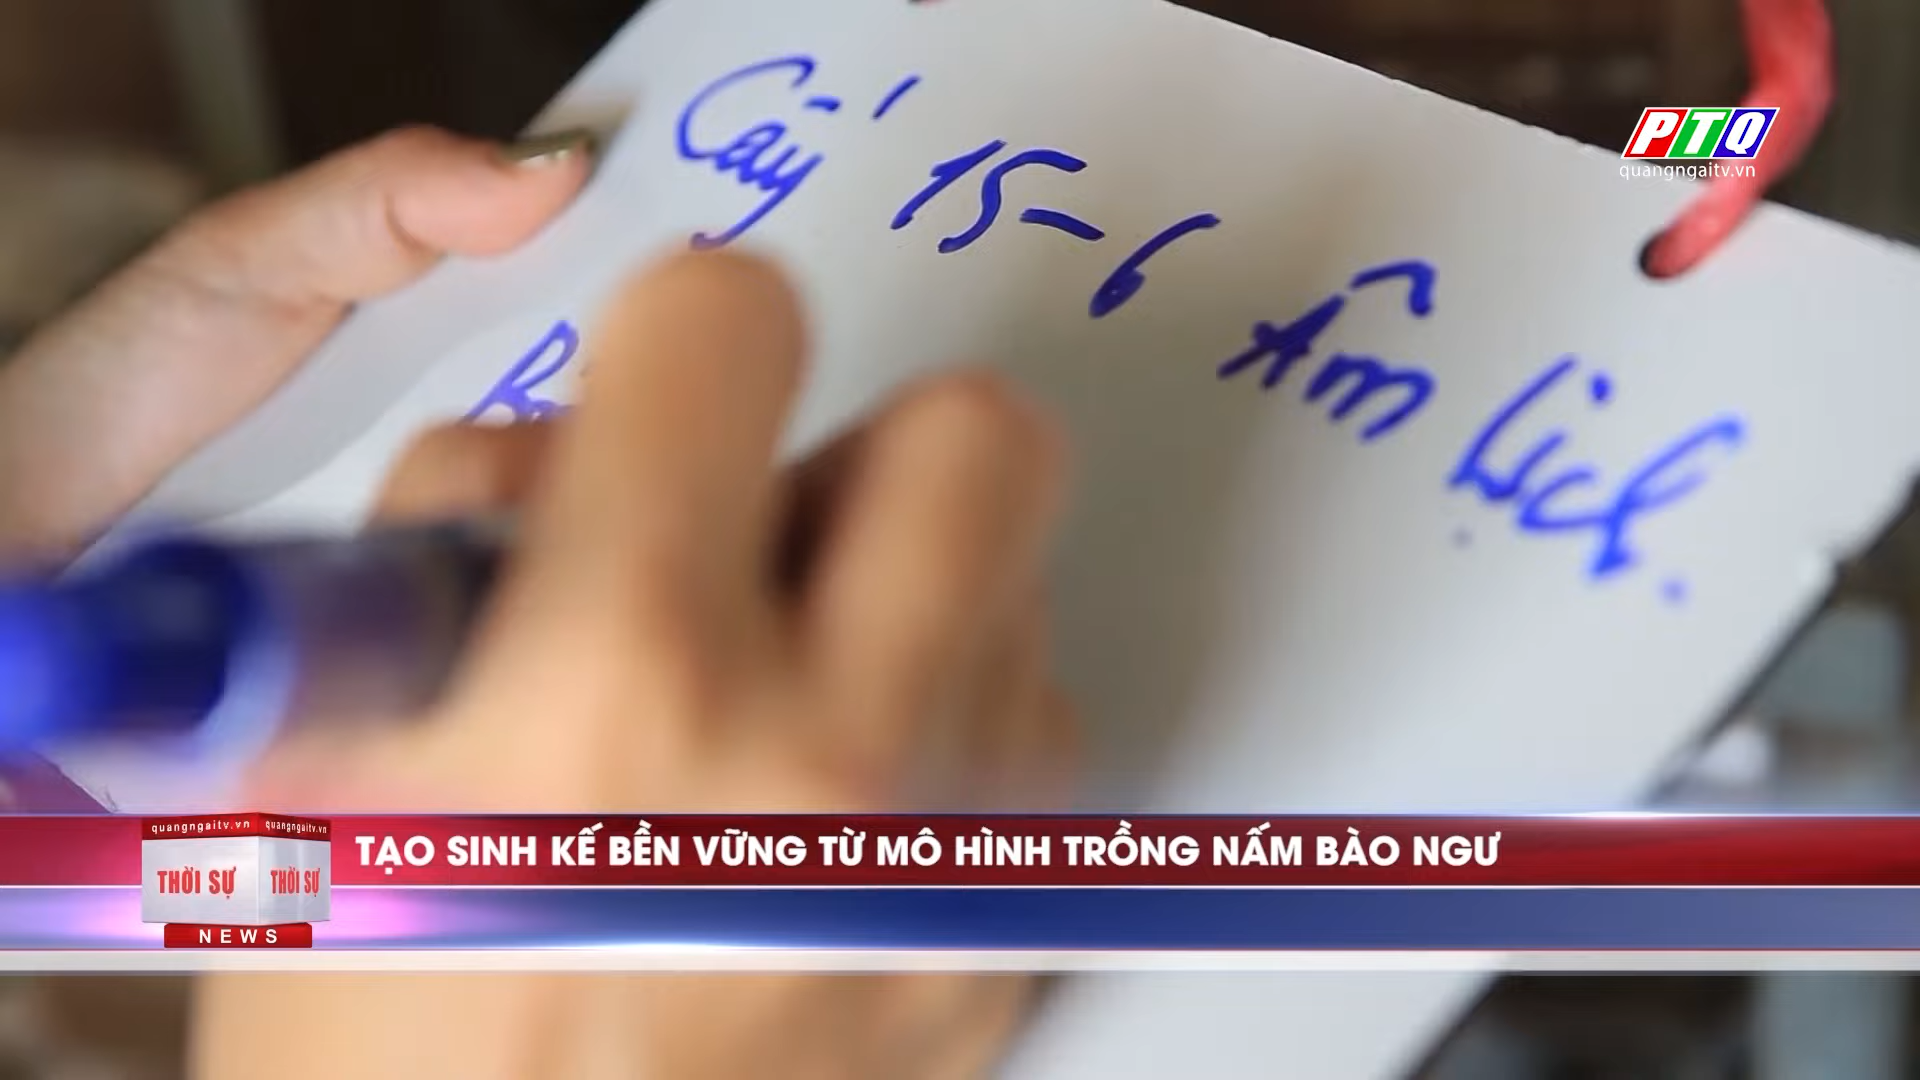 Cấy 15-6 Âm lịch.
PTQ
quangngaitv.vn
quangngaitv.vn quangngaitv.vn
THỜI SỰ THỜI SỰ
NEWS
TẠO SINH KẾ BỀN VỮNG TỪ MÔ HÌNH TRỒNG NẤM BÀO NGƯ